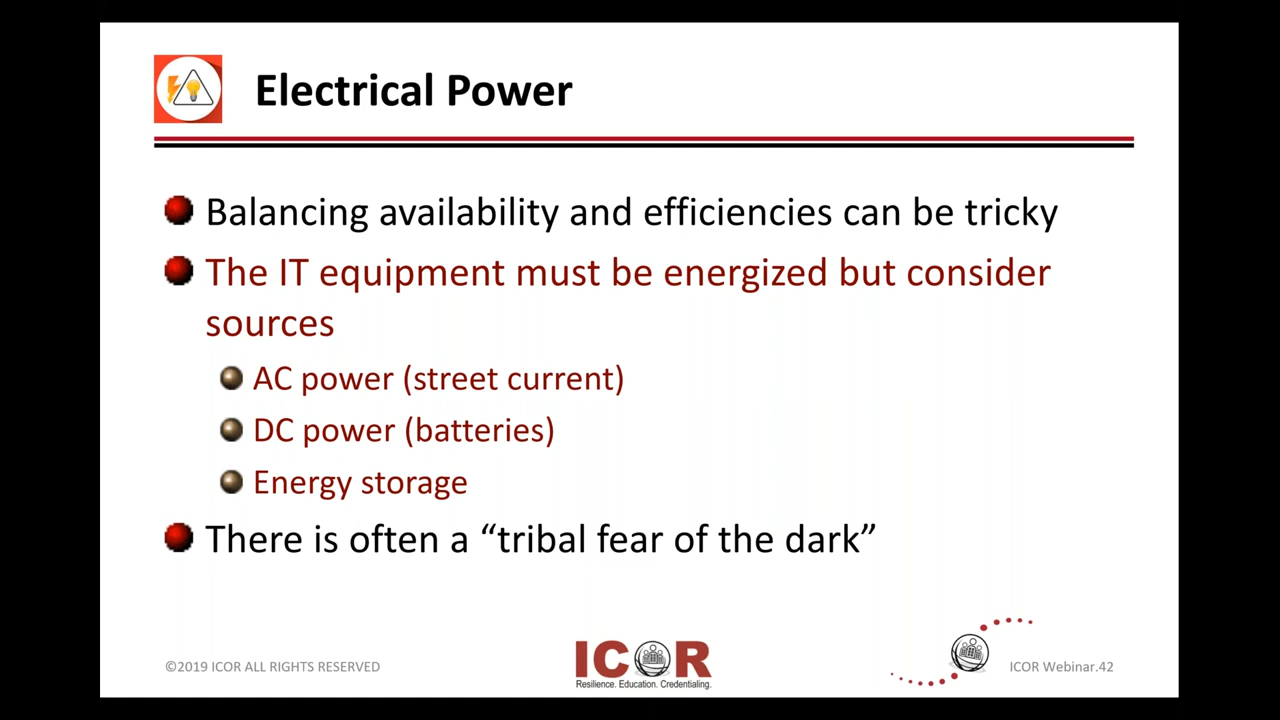 Electrical Power
Balancing availability and efficiencies can be tricky
The IT equipment must be energized but consider
sources
AC power (street current)
DC power (batteries)
Energy storage
There is often a “tribal fear of the dark”
©2019 ICOR ALL RIGHTS RESERVED
ICOR
Resilience. Education. Credentialing.
ICOR Webinar.42